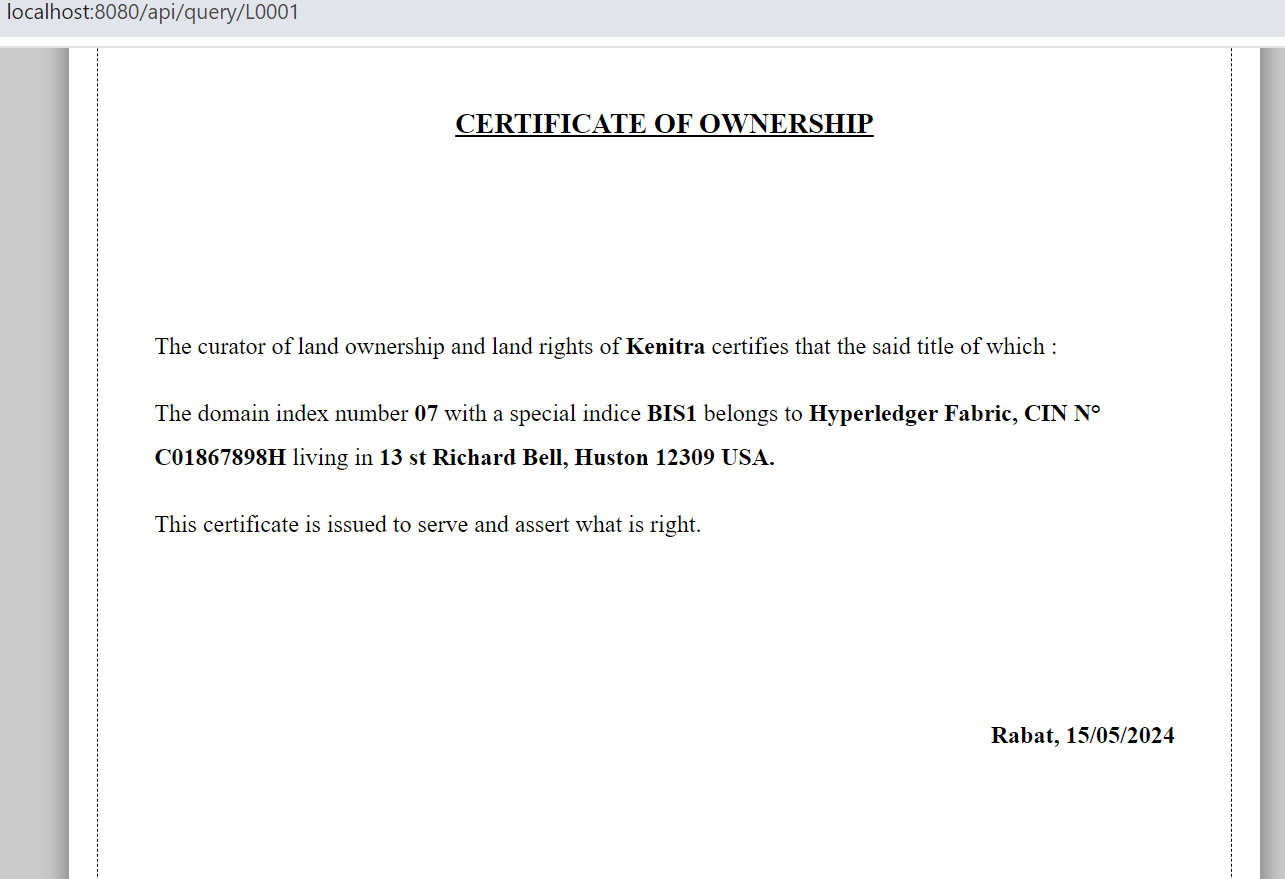 localhost:8080/api/query/L0001
CERTIFICATE OF OWNERSHIP
The curator of land ownership and land rights of Kenitra certifies that the said title of which :
The domain index number 07 with a special indice BIS1 belongs to Hyperledger Fabric, CIN N°
C01867898H living in 13 st Richard Bell, Huston 12309 USA.
This certificate is issued to serve and assert what is right.
Rabat, 15/05/2024